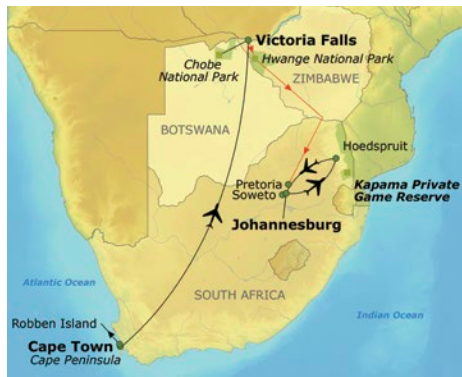 Victoria Falls
Chobe
National Park
Hwange National Park
ZIMBABWE
BOTSWANA
Hoedspruit
Pretoria
Soweto
Kapama Private
Game Reserve
Johannesburg
Atlantic Ocean
SOUTH AFRICA
Indian Ocean
Robben Island
Cape Town
Cape Peninsula